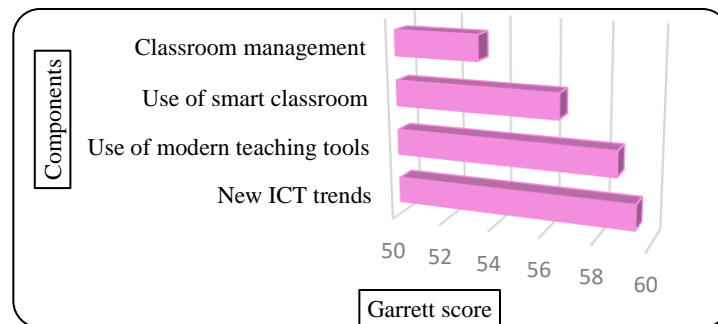 Classroom management
Use of smart classroom
Use of modern teaching tools
New ICT trends
Components
50 52 54 56 58 60
Garrett score